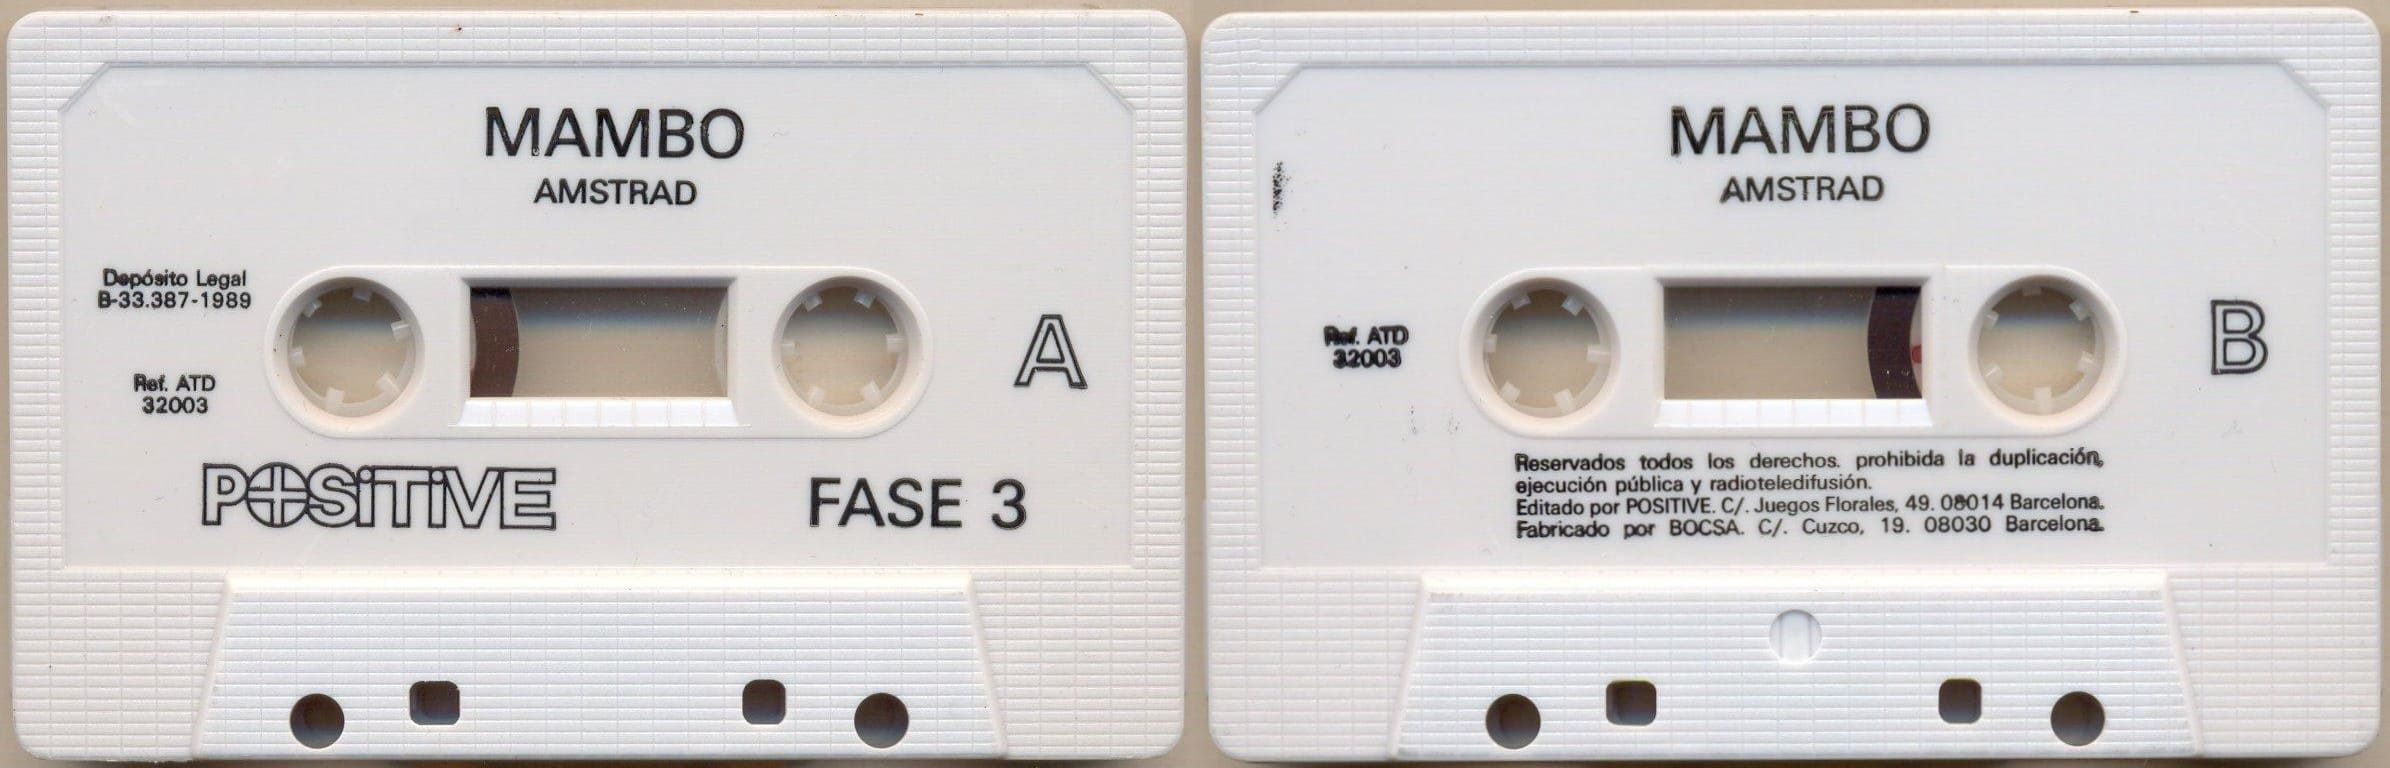 MAMBO
AMSTRAD
Depósito Legal
B-33.387-1989
Ref. ATD
32003
A
POSiTiVE
FASE 3
MAMBO
AMSTRAD
Ref. ATD
32003
B
Reservados todos los derechos. prohibida la duplicación,
ejecución pública y radioteledifusión.
Editado por POSITIVE. C/. Juegos Florales, 49. 08014 Barcelona.
Fabricado por BOCSA. C/. Cuzco, 19. 08030 Barcelona.